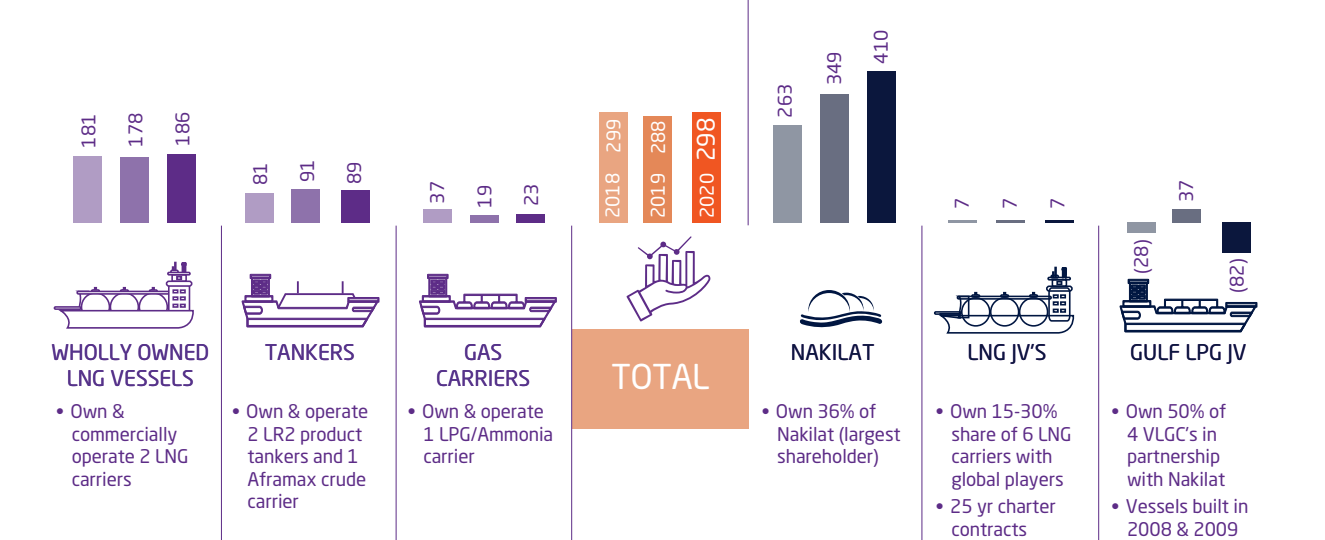 181
178
186
WHOLLY OWNED
LNG VESSELS
• Own &
commercially
operate 2 LNG
carriers
81
91
89
TANKERS
• Own & operate
2 LR2 product
tankers and 1
Aframax crude
carrier
37
19
23
GAS
CARRIERS
• Own & operate
1 LPG/Ammonia
carrier
2018 299
2019 288
2020 298
TOTAL
263
349
410
NAKILAT
• Own 36% of
Nakilat (largest
shareholder)
7
7
7
LNG JV'S
• Own 15-30%
share of 6 LNG
carriers with
global players
• 25 yr charter
contracts
(28)
37
(82)
GULF LPG JV
• Own 50% of
4 VLGC's in
partnership
with Nakilat
• Vessels built in
2008 & 2009